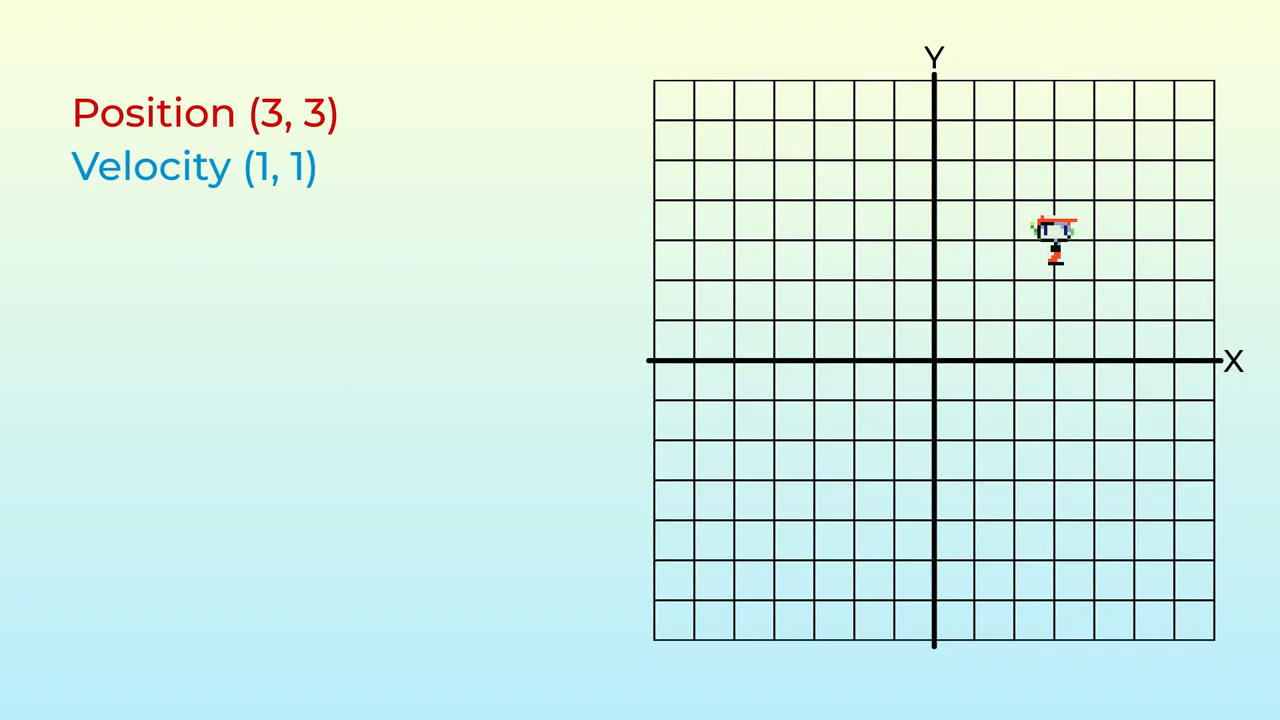 Position (3, 3)
Velocity (1, 1)
Y
X